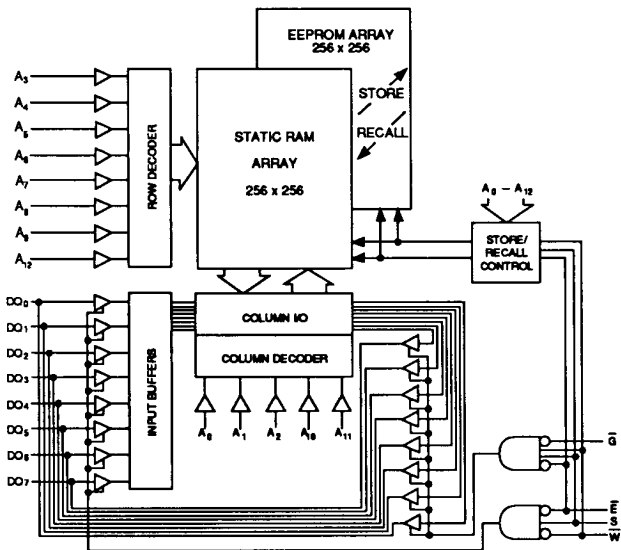 EEPROM ARRAY
256 x 256
STORE
RECALL
STATIC RAM
ARRAY
256 x 256
A3
A4
A5
A6
A7
A8
A9
A12
ROW DECODER
A0 – A12
STORE/
RECALL
CONTROL
DQ0
DQ1
DQ2
DQ3
DQ4
DQ5
DQ6
DQ7
INPUT BUFFERS
COLUMN I/O
COLUMN DECODER
A0 A1 A2 A10 A11
G̅
E̅
S
W̅